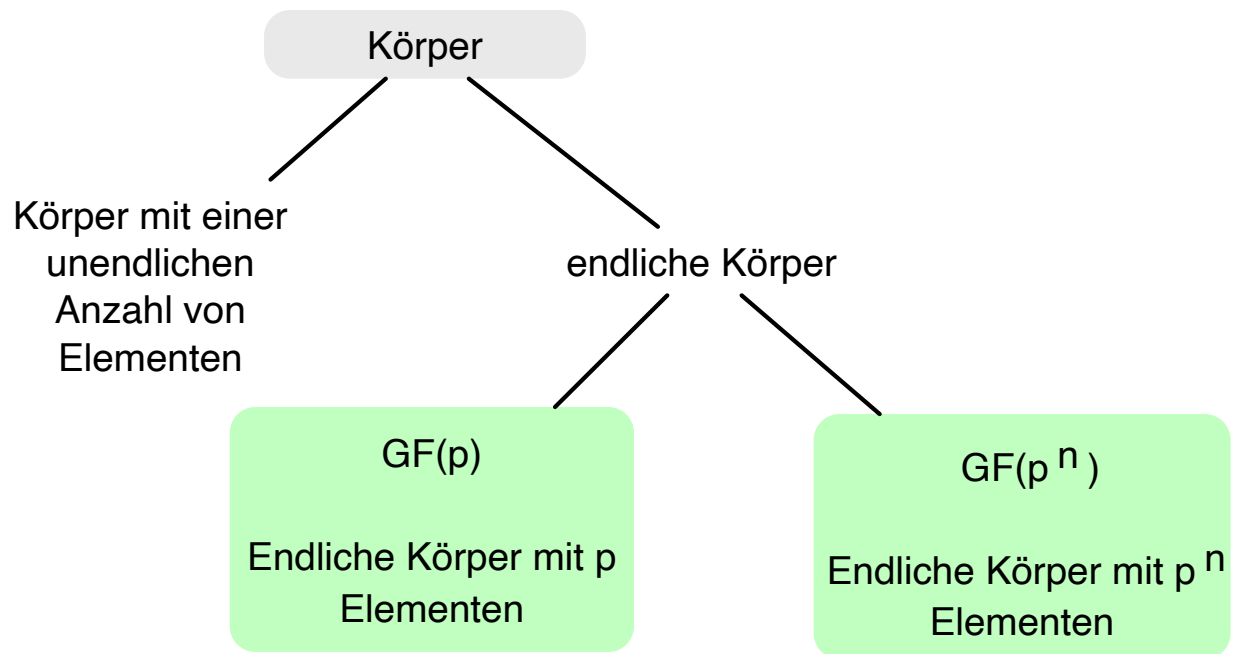 Körper
Körper mit einer
unendlichen
Anzahl von
Elementen
endliche Körper
GF(p)
Endliche Körper mit p
Elementen
GF(p n )
Endliche Körper mit p n
Elementen